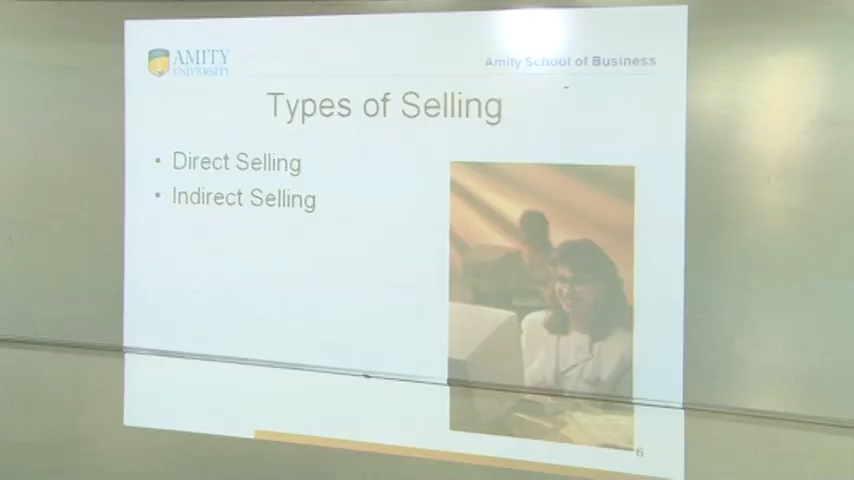 AMITY
UNIVERSITY
Amity School of Business
Types of Selling
• Direct Selling
• Indirect Selling
6